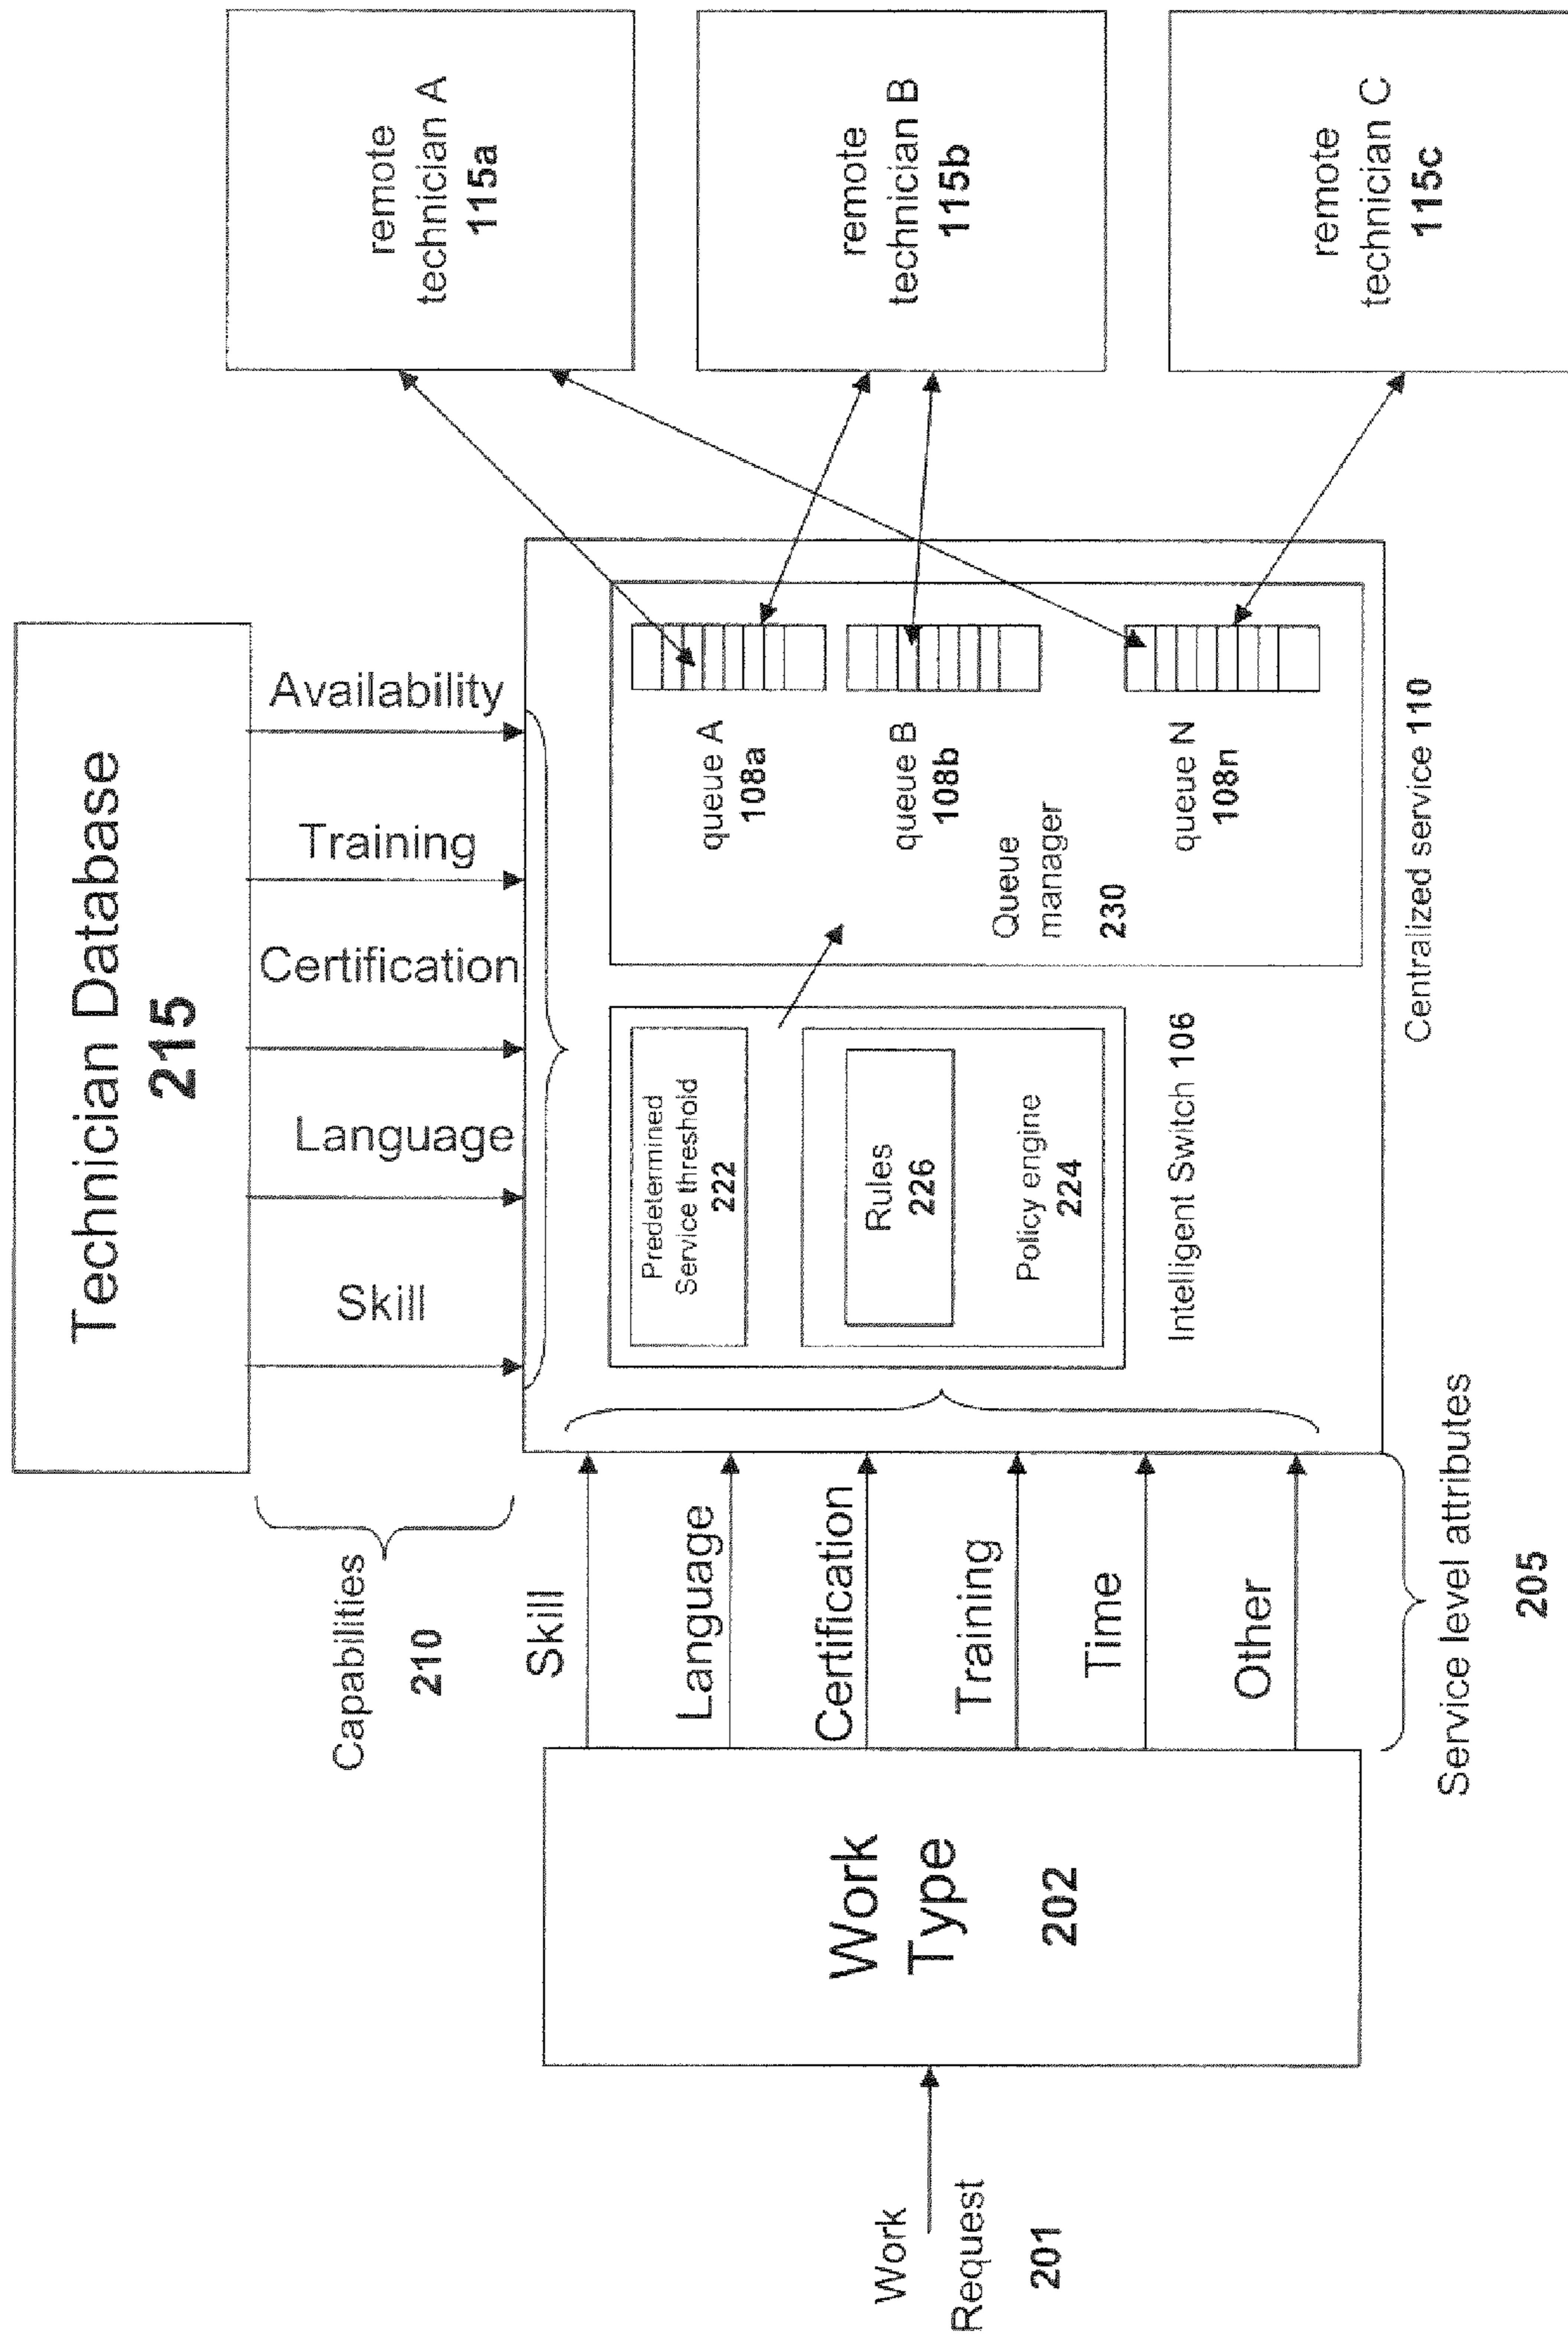 Technician Database
215
Skill
Language
Certification
Training
Availability
Capabilities
210
Work
Request
201
Work
Type
202
Skill
Language
Certification
Training
Time
Other
Service level attributes
205
Predetermined
Service threshold
222
Rules
226
Policy engine
224
Intelligent Switch 106
queue A
108a
queue B
108b
Queue
manager
230
queue N
108n
Centralized service 110
remote
technician A
115a
remote
technician B
115b
remote
technician C
115c